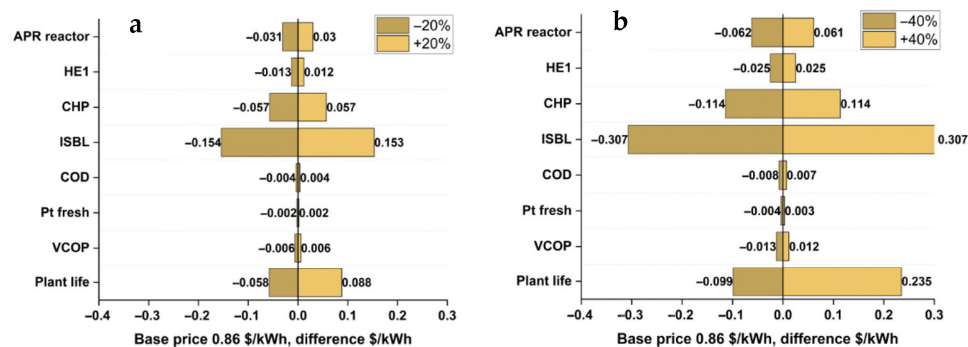 a
−20%
+20%
APR reactor
−0.031
0.03
HE1
−0.013
0.012
CHP
−0.057
0.057
ISBL
−0.154
0.153
COD
−0.004
0.004
Pt fresh
−0.002
0.002
VCOP
−0.006
0.006
Plant life
−0.058
0.088
−0.4 −0.3 −0.2 −0.1 0.0 0.1 0.2 0.3
Base price 0.86 $/kWh, difference $/kWh
b
−40%
+40%
APR reactor
−0.062
0.061
HE1
−0.025
0.025
CHP
−0.114
0.114
ISBL
−0.307
0.307
COD
−0.008
0.007
Pt fresh
−0.004
0.003
VCOP
−0.013
0.012
Plant life
−0.099
0.235
−0.4 −0.3 −0.2 −0.1 0.0 0.1 0.2 0.3
Base price 0.86 $/kWh, difference $/kWh